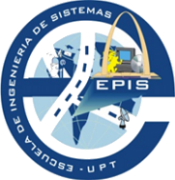 ESCUELA DE INGENIERIA DE SISTEMAS
EPIS
- UPT